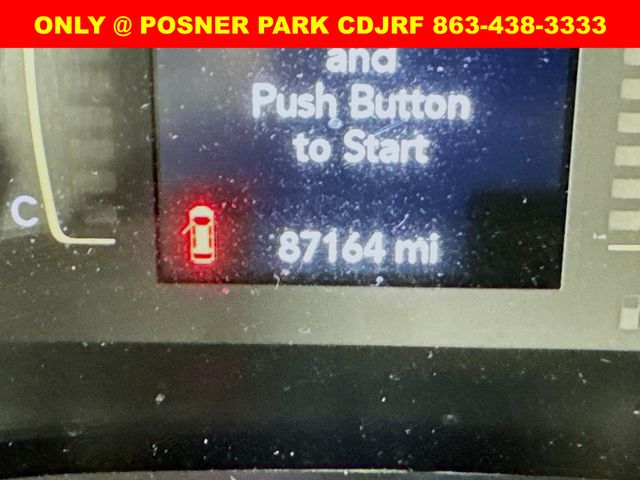 ONLY @ POSNER PARK CDJRF 863-438-3333
and
Push Button
to Start
C
87164 mi